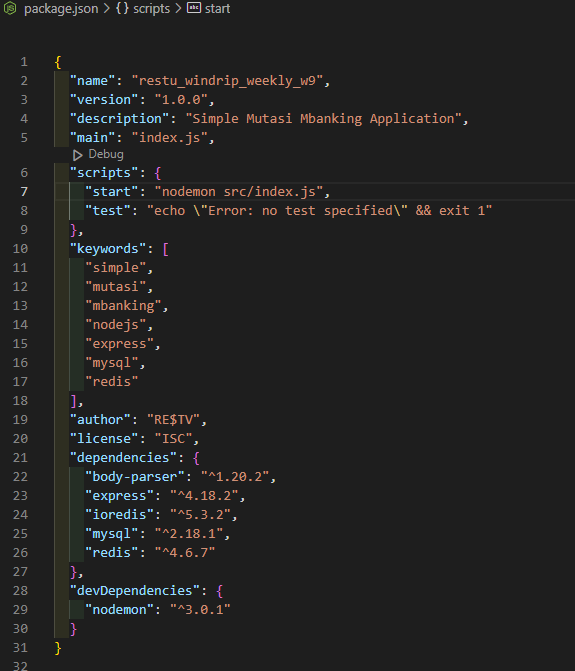 package.json > {} scripts > start
1 {
2 "name": "restu_windrip_weekly_w9",
3 "version": "1.0.0",
4 "description": "Simple Mutasi Mbanking Application",
5 "main": "index.js",
Debug
6 "scripts": {
7 "start": "nodemon src/index.js",
8 "test": "echo \"Error: no test specified\" && exit 1"
9 },
10 "keywords": [
11 "simple",
12 "mutasi",
13 "mbanking",
14 "nodejs",
15 "express",
16 "mysql",
17 "redis"
18 ],
19 "author": "RE$TV",
20 "license": "ISC",
21 "dependencies": {
22 "body-parser": "^1.20.2",
23 "express": "^4.18.2",
24 "ioredis": "^5.3.2",
25 "mysql": "^2.18.1",
26 "redis": "^4.6.7"
27 },
28 "devDependencies": {
29 "nodemon": "^3.0.1"
30 }
31 }
32